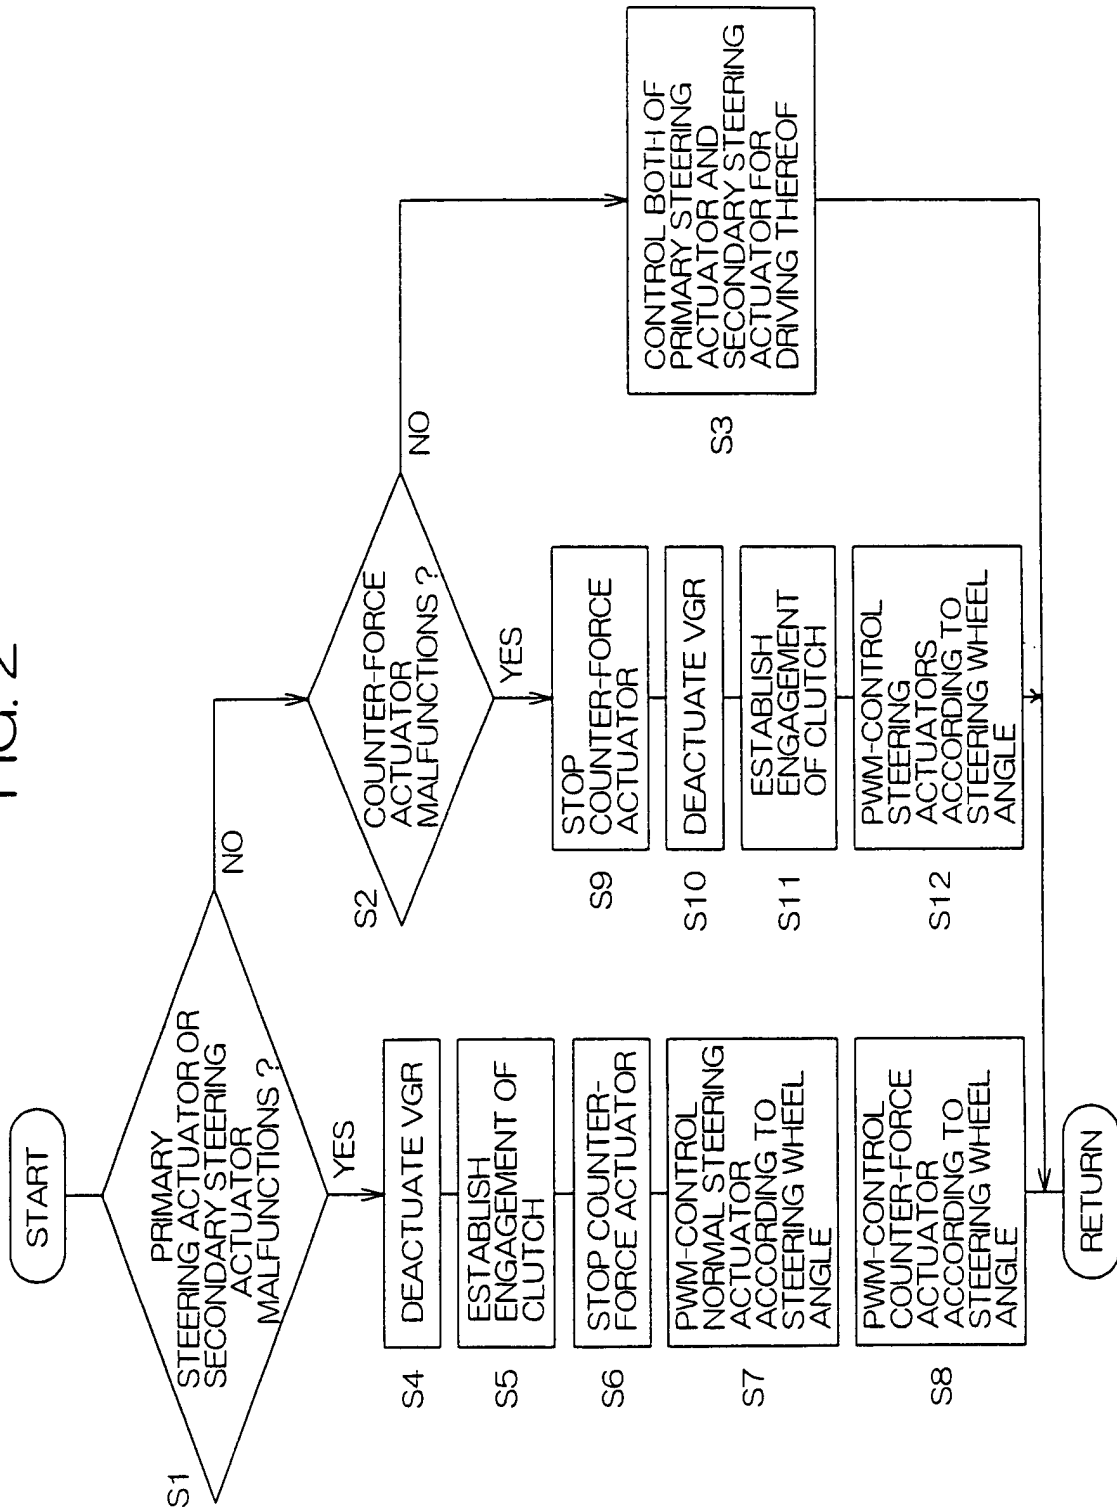 FIG. 2
START
S1
PRIMARY
STEERING ACTUATOR OR
SECONDARY STEERING
ACTUATOR
MALFUNCTIONS ?
NO
YES
S2
COUNTER-FORCE
ACTUATOR
MALFUNCTIONS ?
NO
YES
S4
DEACTUATE VGR
S5
ESTABLISH
ENGAGEMENT OF
CLUTCH
S6
STOP COUNTER-
FORCE ACTUATOR
S7
PWM-CONTROL
NORMAL STEERING
ACTUATOR
ACCORDING TO
STEERING WHEEL
ANGLE
S8
PWM-CONTROL
COUNTER-FORCE
ACTUATOR
ACCORDING TO
STEERING WHEEL
ANGLE
S9
STOP
COUNTER-FORCE
ACTUATOR
S10
DEACTUATE VGR
S11
ESTABLISH
ENGAGEMENT
OF CLUTCH
S12
PWM-CONTROL
STEERING
ACTUATORS
ACCORDING TO
STEERING WHEEL
ANGLE
S3
CONTROL BOTH OF
PRIMARY STEERING
ACTUATOR AND
SECONDARY STEERING
ACTUATOR FOR
DRIVING THEREOF
RETURN